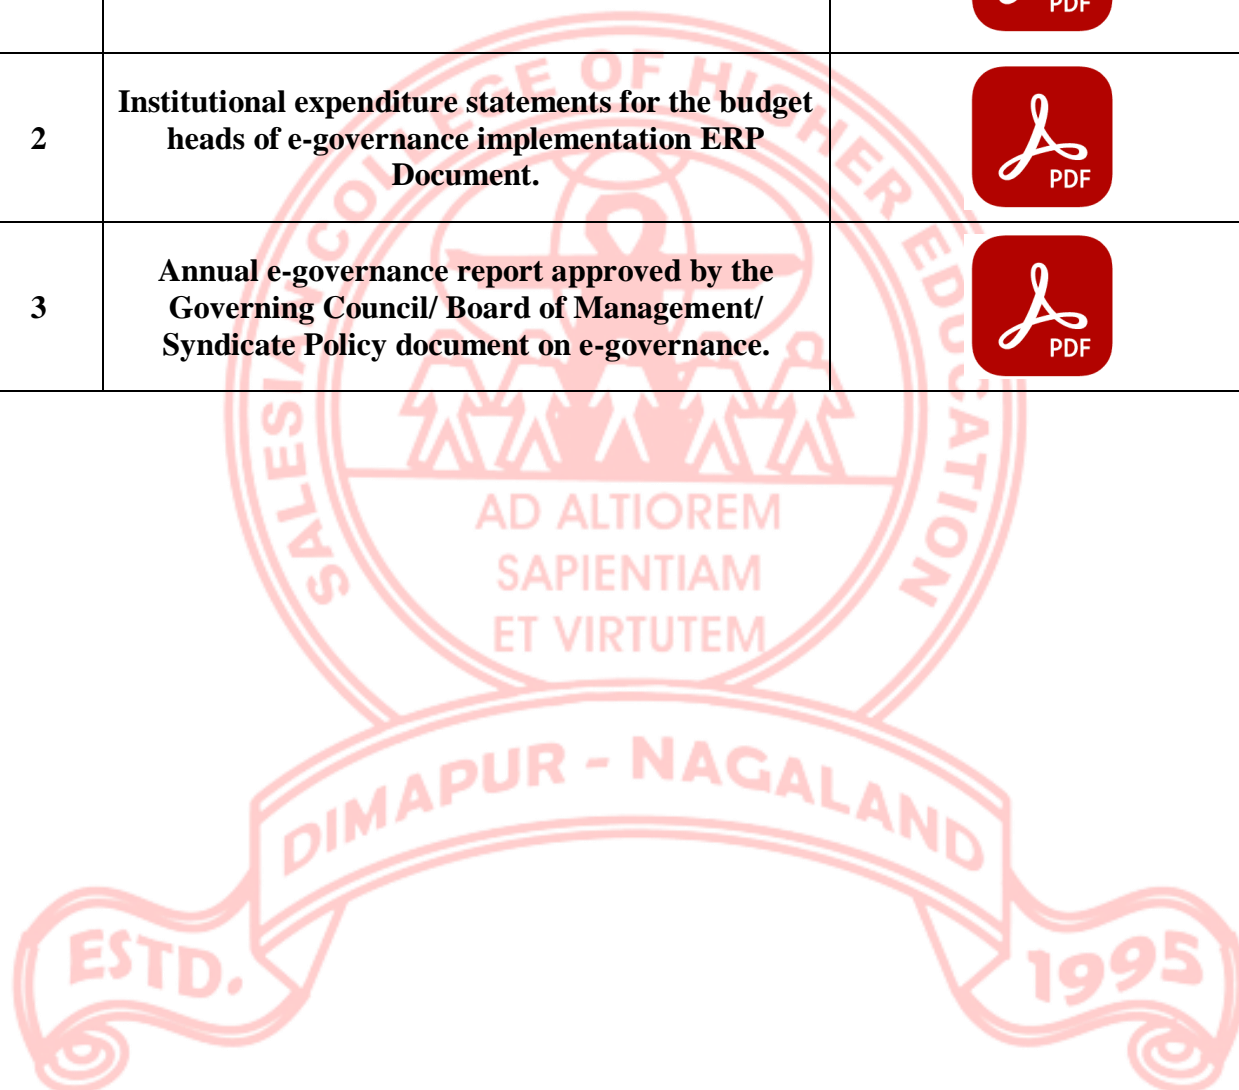 PDF
2
Institutional expenditure statements for the budget
heads of e-governance implementation ERP
Document.
PDF
3
Annual e-governance report approved by the
Governing Council/ Board of Management/
Syndicate Policy document on e-governance.
PDF
SALESIAN COLLEGE OF HIGHER EDUCATION
AD ALTIOREM
SAPIENTIAM
ET VIRTUTEM
DIMAPUR - NAGALAND
ESTD.
1995